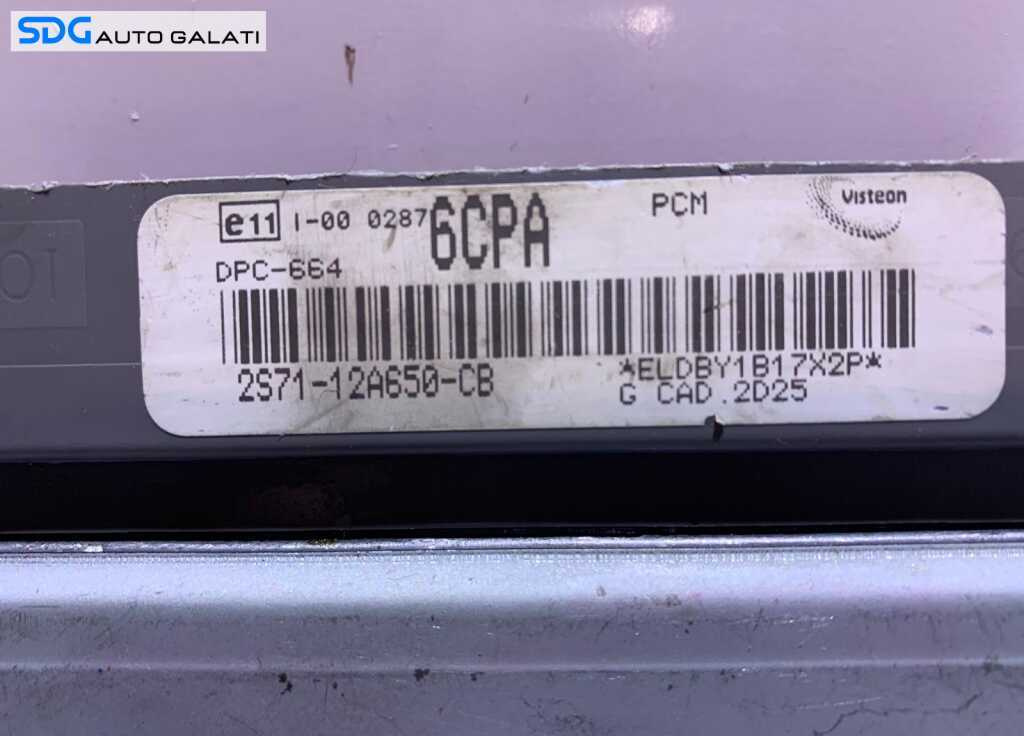 SDG AUTO GALATI
e11 I-00 0287 6CPA PCM Visteon
DPC-664
2S71-12A650-CB *ELDBY1B17X2P*
G CAD.2D25